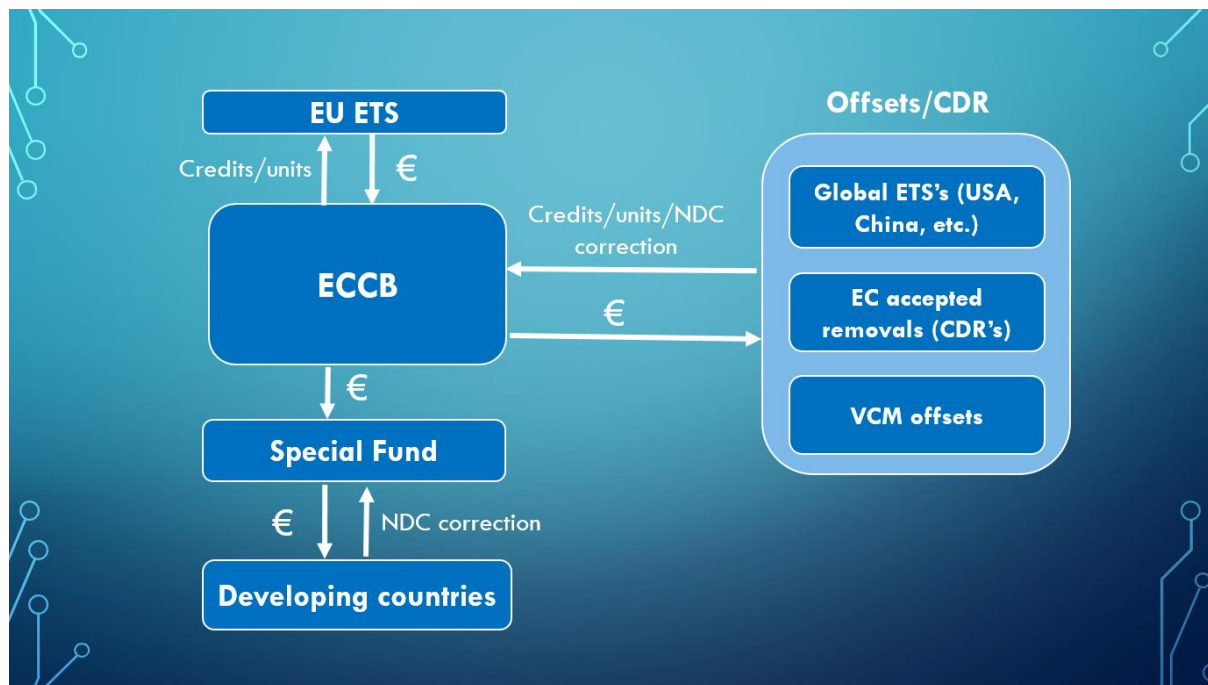 EU ETS
Offsets/CDR
Credits/units
€
Global ETS’s (USA,
China, etc.)
Credits/units/NDC
correction
ECCB
EC accepted
removals (CDR’s)
€
€
VCM offsets
Special Fund
€
NDC correction
Developing countries